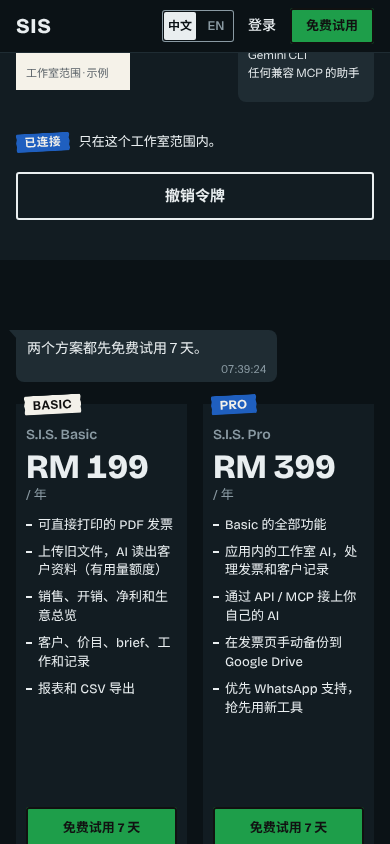 SIS
中文
EN
登录
免费试用
工作室范围 · 示例
Gemini CLI
任何兼容 MCP 的助手
已连接
只在这个工作室范围内。
撤销令牌
两个方案都先免费试用 7 天。
07:39:24
BASIC
S.I.S. Basic
RM 199
/ 年
– 可直接打印的 PDF 发票
– 上传旧文件，AI 读出客
户资料（有用量额度）
– 销售、开销、净利和生
意总览
– 客户、价目、brief、工
作和记录
– 报表和 CSV 导出
免费试用 7 天
PRO
S.I.S. Pro
RM 399
/ 年
– Basic 的全部功能
– 应用内的工作室 AI，处
理发票和客户记录
– 通过 API / MCP 接上你
自己的 AI
– 在发票页手动备份到
Google Drive
– 优先 WhatsApp 支持，
抢先用新工具
免费试用 7 天